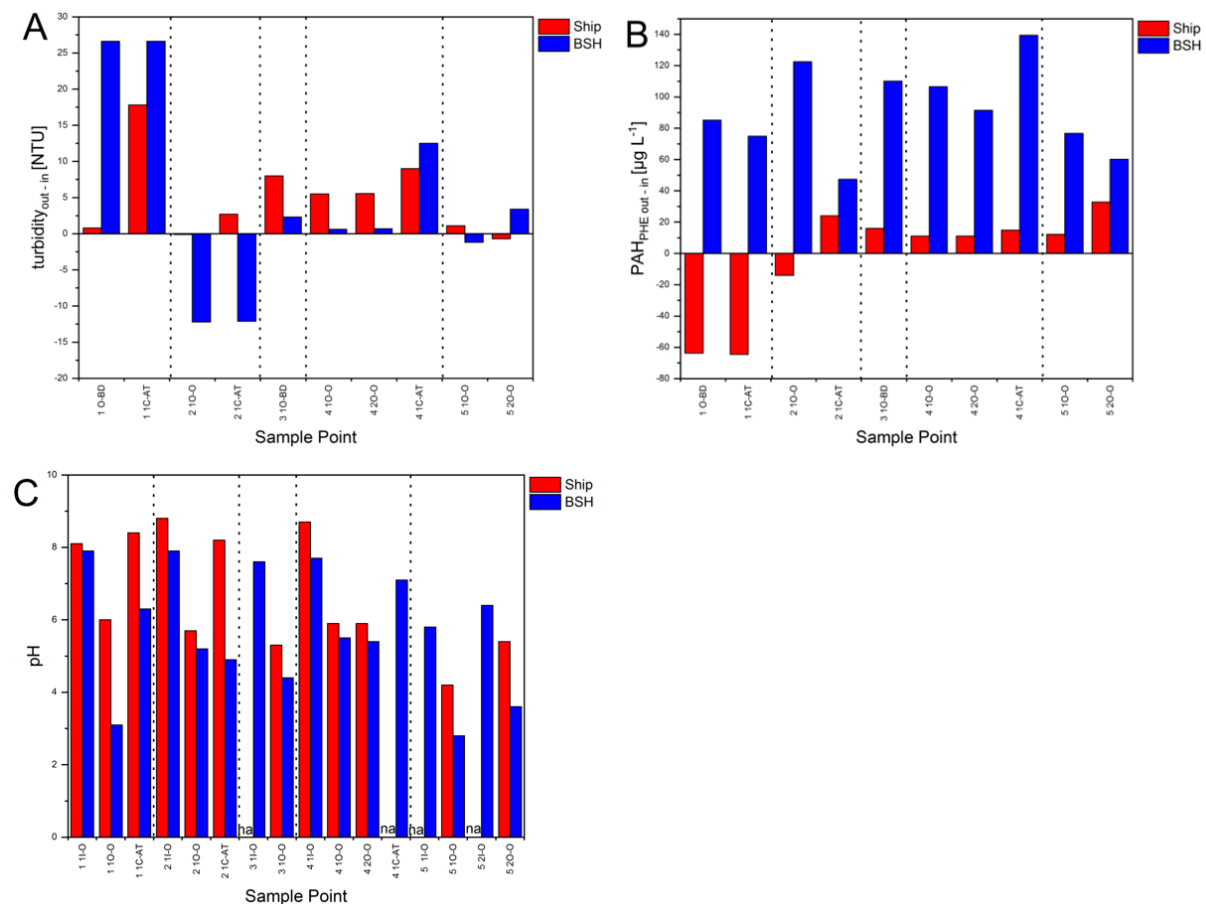 A
Ship
BSH
turbidity out - in [NTU]
30
25
20
15
10
5
0
-5
-10
-15
-20
1 O-BD
1 1C-AT
2 1O-O
2 1C-AT
3 1O-BD
4 1O-O
4 2O-O
4 1C-AT
5 1O-O
5 2O-O
Sample Point
B
Ship
BSH
PAH PHE out - in [µg L-1]
140
120
100
80
60
40
20
0
-20
-40
-60
-80
1 O-BD
1 1C-AT
2 1O-O
2 1C-AT
3 1O-BD
4 1O-O
4 2O-O
4 1C-AT
5 1O-O
5 2O-O
Sample Point
C
Ship
BSH
pH
10
8
6
4
2
0
na
na
na
na
1 1I-O
1 1O-O
1 1C-AT
2 1I-O
2 1O-O
2 1C-AT
3 1I-O
3 1O-O
4 1I-O
4 1O-O
4 2O-O
4 1C-AT
5 1I-O
5 1O-O
5 2I-O
5 2O-O
Sample Point